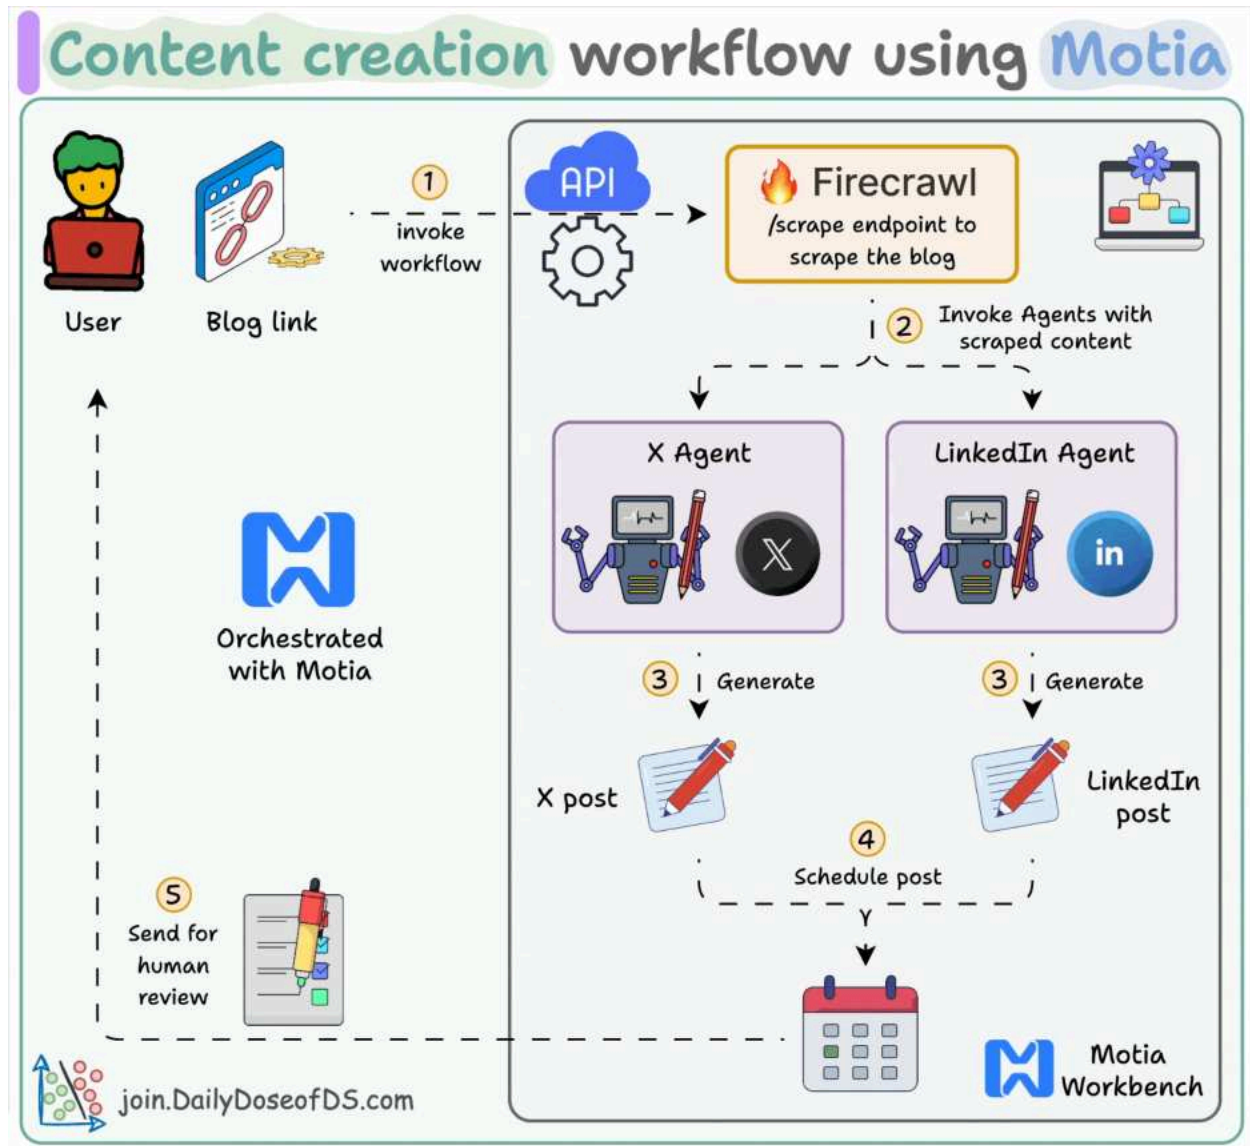 Content creation workflow using Motia
1
invoke
workflow
API
Firecrawl
/scrape endpoint to
scrape the blog
User
Blog link
2
Invoke Agents with
scraped content
X Agent
LinkedIn Agent
X
in
Orchestrated
with Motia
3
Generate
3
Generate
X post
LinkedIn
post
4
Schedule post
5
Send for
human
review
Motia
Workbench
join.DailyDoseofDS.com